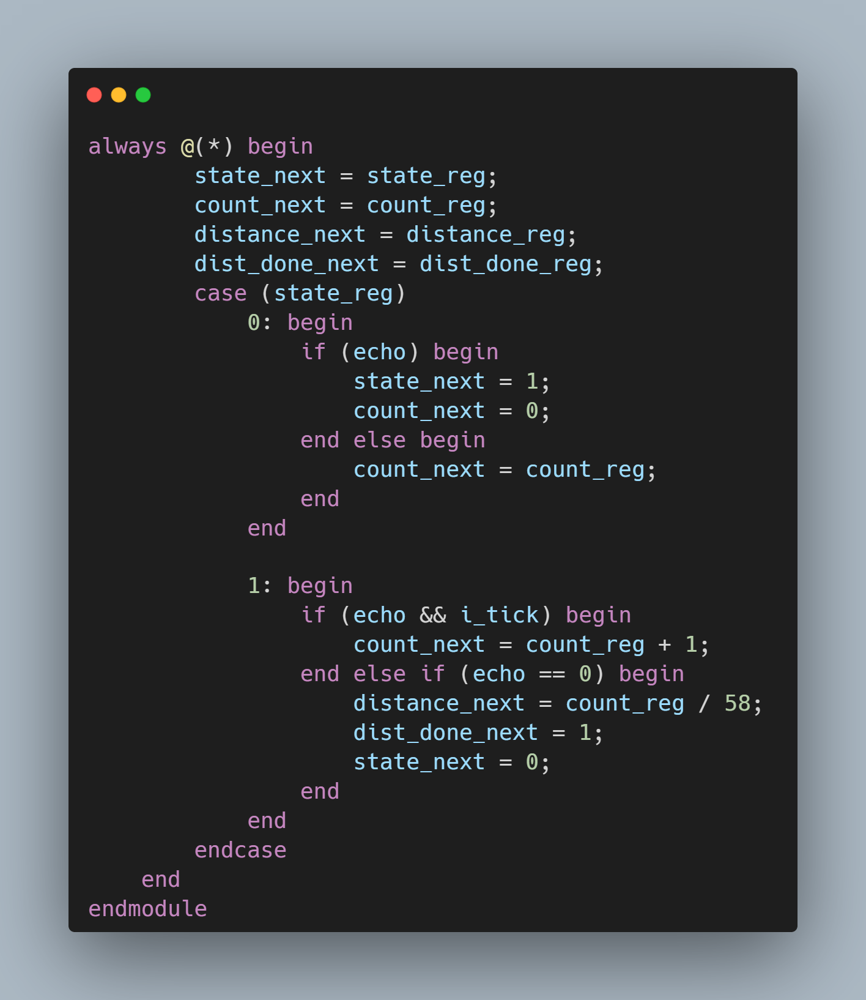 always @(*) begin
        state_next = state_reg;
        count_next = count_reg;
        distance_next = distance_reg;
        dist_done_next = dist_done_reg;
        case (state_reg)
            0: begin
                if (echo) begin
                    state_next = 1;
                    count_next = 0;
                end else begin
                    count_next = count_reg;
                end
            end

            1: begin
                if (echo && i_tick) begin
                    count_next = count_reg + 1;
                end else if (echo == 0) begin
                    distance_next = count_reg / 58;
                    dist_done_next = 1;
                    state_next = 0;
                end
            end
        endcase
    end
endmodule